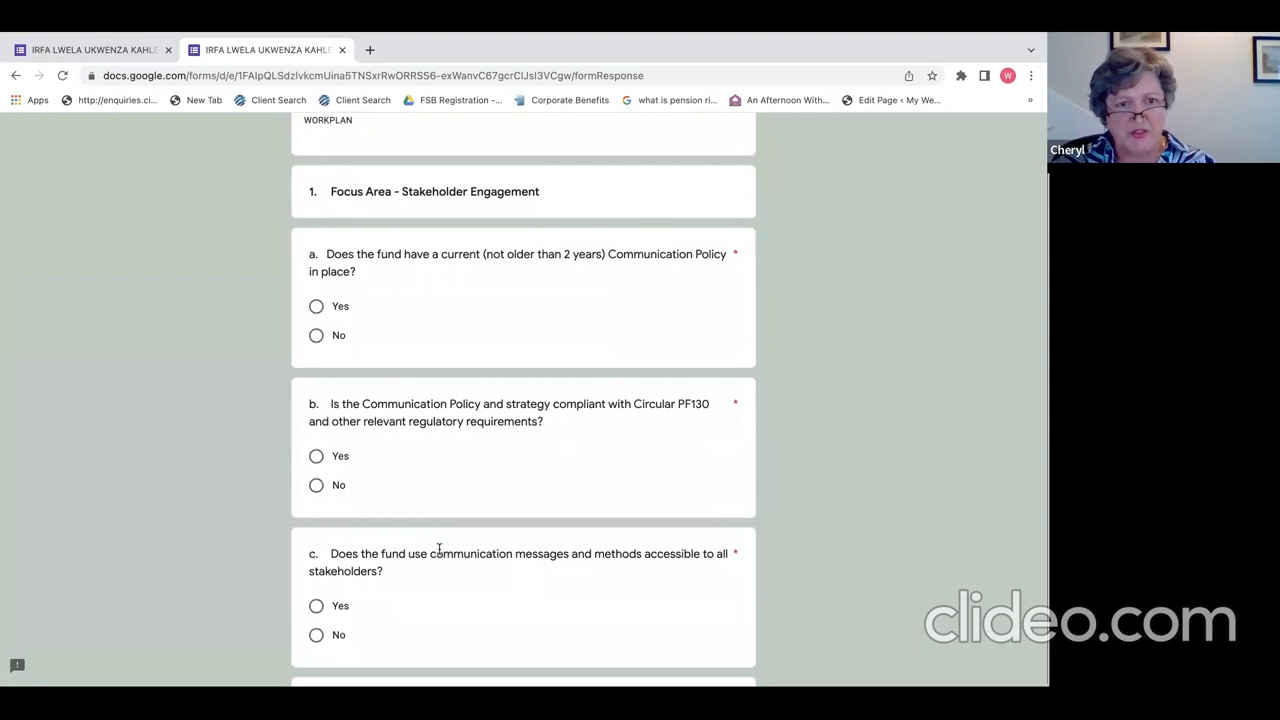 IRFA LWELA UKWENZA KAHLE
IRFA LWELA UKWENZA KAHLE
docs.google.com/forms/d/e/1FAIpQLSdzlvkcmUina5TNSxrRwORRSS6-exWanvC67gcrCIJsI3VCgw/formResponse
W
Apps
http://enquiries.ci...
New Tab
Client Search
Client Search
FSB Registration -...
Corporate Benefits
what is pension ri...
An Afternoon With...
Edit Page ‹ My We...
»
Cheryl
WORKPLAN
1. Focus Area - Stakeholder Engagement
a. Does the fund have a current (not older than 2 years) Communication Policy *
in place?
Yes
No
b. Is the Communication Policy and strategy compliant with Circular PF130 *
and other relevant regulatory requirements?
Yes
No
c. Does the fund use communication messages and methods accessible to all *
stakeholders?
Yes
No
clideo.com